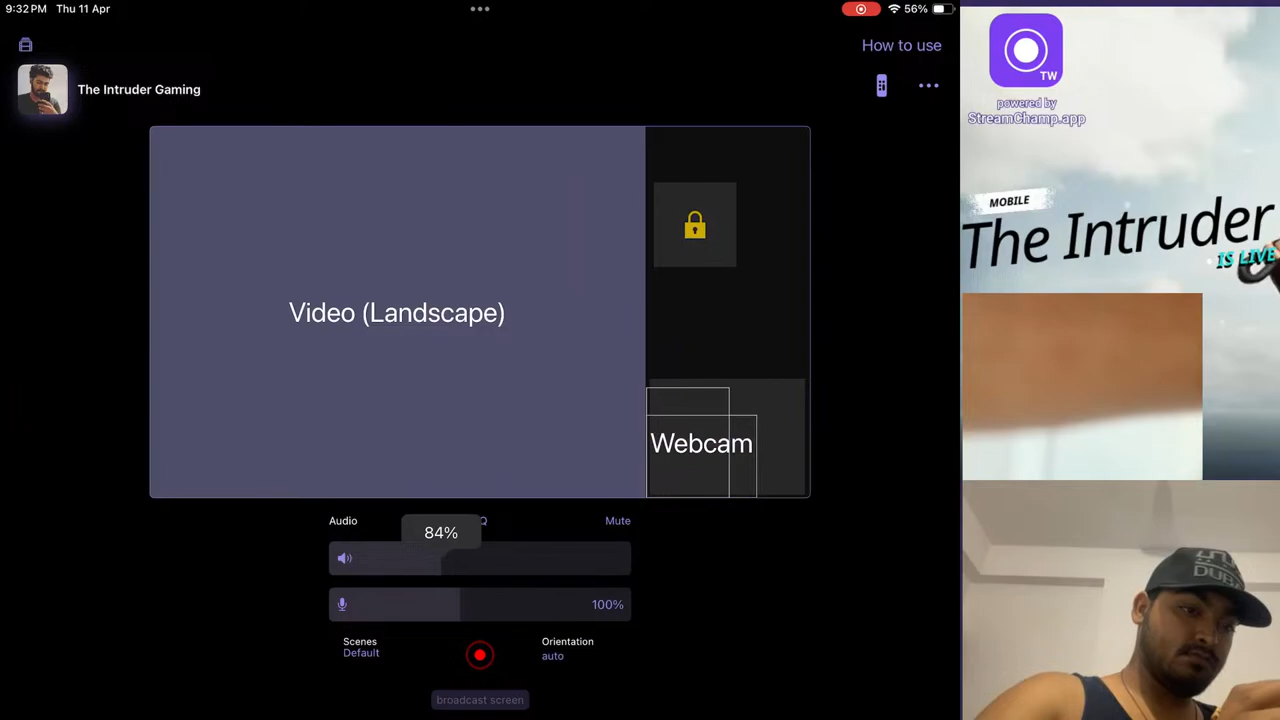 9:32 PM Thu 11 Apr
56%
How to use
The Intruder Gaming
TW
powered by
StreamChamp.app
MOBILE
The Intruder
IS LIVE
Video (Landscape)
Webcam
Audio
Q
Mute
84%
100%
Scenes
Default
Orientation
auto
broadcast screen
DUBAI